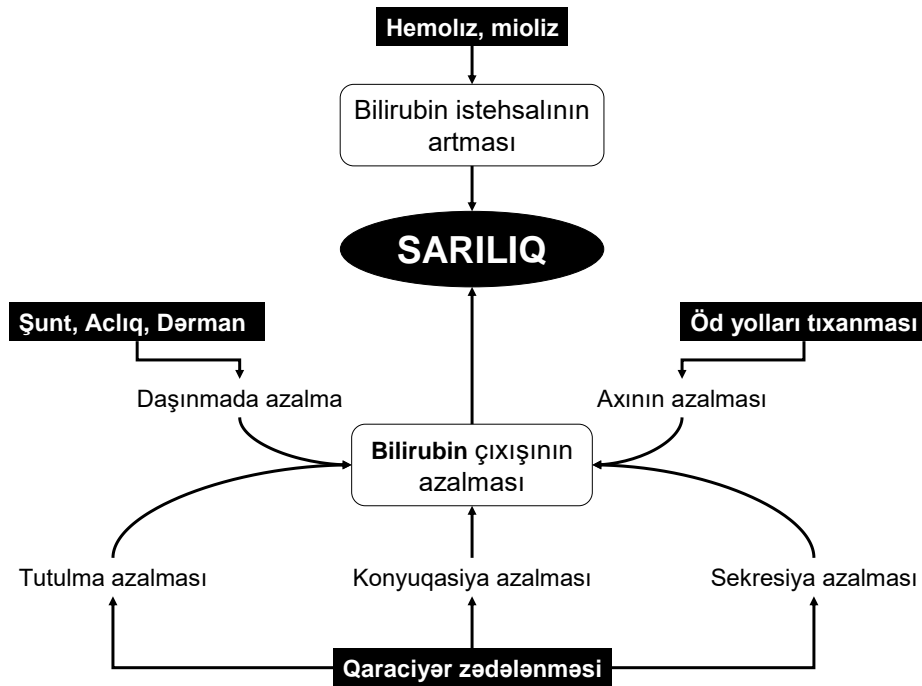 Hemolız, mioliz
Bilirubin istehsalının
artması
SARILIQ
Şunt, Aclıq, Dərman
Öd yolları tıxanması
Daşınmada azalma
Axının azalması
Bilirubin çıxışının
azalması
Tutulma azalması
Konyuqasiya azalması
Sekresiya azalması
Qaraciyər zədələnməsi